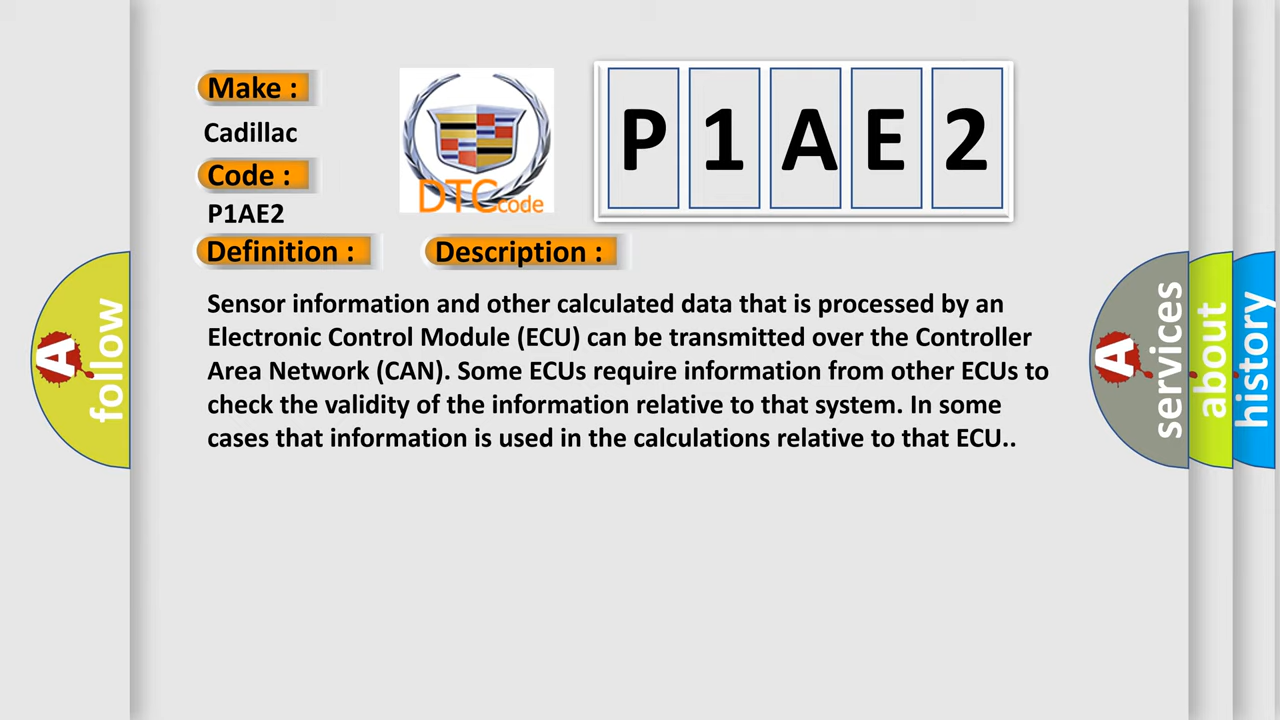 Make :
Cadillac
Code :
P1AE2
Definition :
Description :
DTCcode
P 1 A E 2
Sensor information and other calculated data that is processed by an
Electronic Control Module (ECU) can be transmitted over the Controller
Area Network (CAN). Some ECUs require information from other ECUs to
check the validity of the information relative to that system. In some
cases that information is used in the calculations relative to that ECU..
A
follow
A
services
about
history